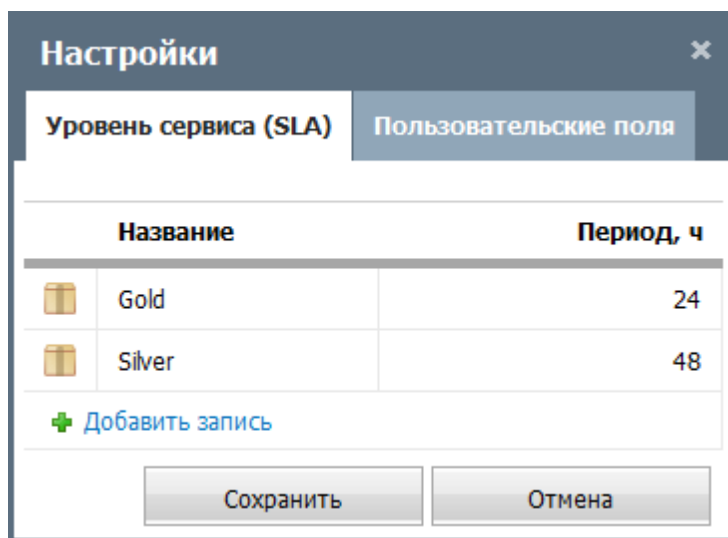 Настройки
Уровень сервиса (SLA) Пользовательские поля
Название Период, ч
Gold 24
Silver 48
Добавить запись
Сохранить Отмена